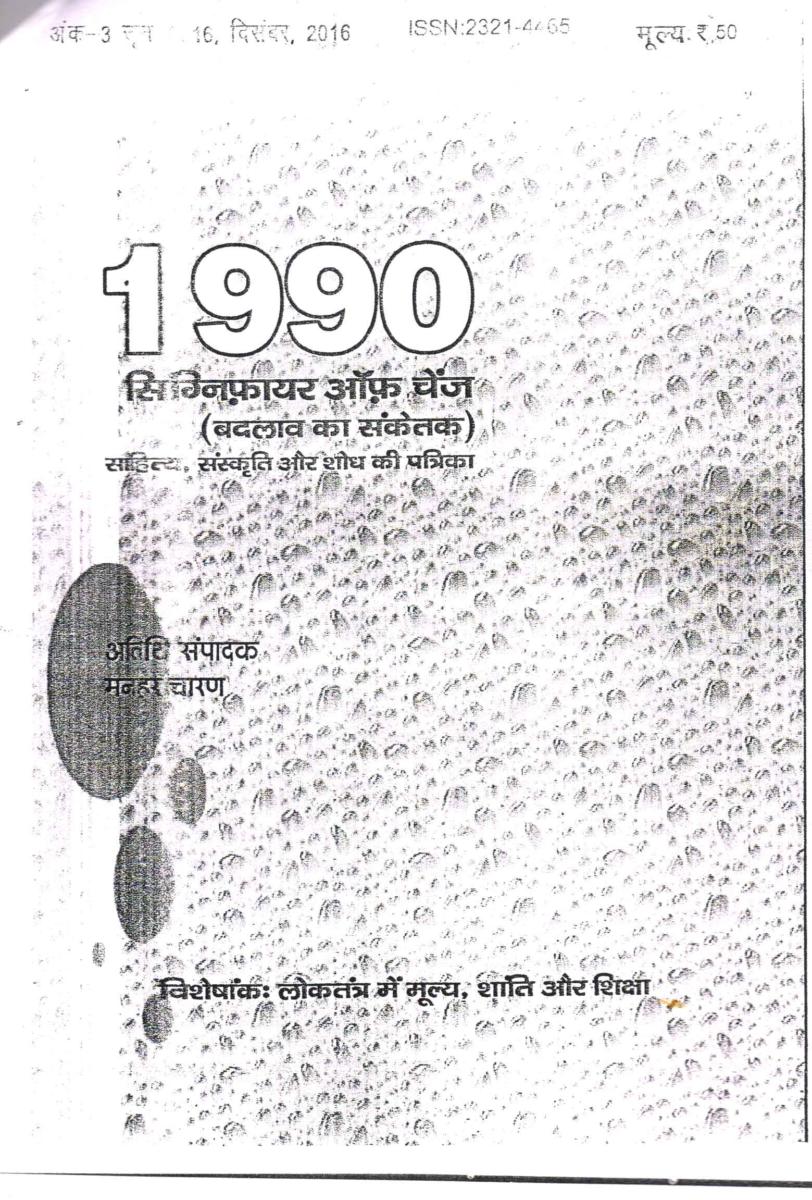 अंक-3 16, दिसंबर, 2016 ISSN:2321-4465 मूल्य. ₹.50
1990
सिग्निफ़ायर ऑफ़ चेंज
(बदलाव का संकेतक)
साहित्य, संस्कृति और शोध की पत्रिका
अतिथि संपादक
मनहर चारण
विशेषांक: लोकतंत्र में मूल्य, शांति और शिक्षा